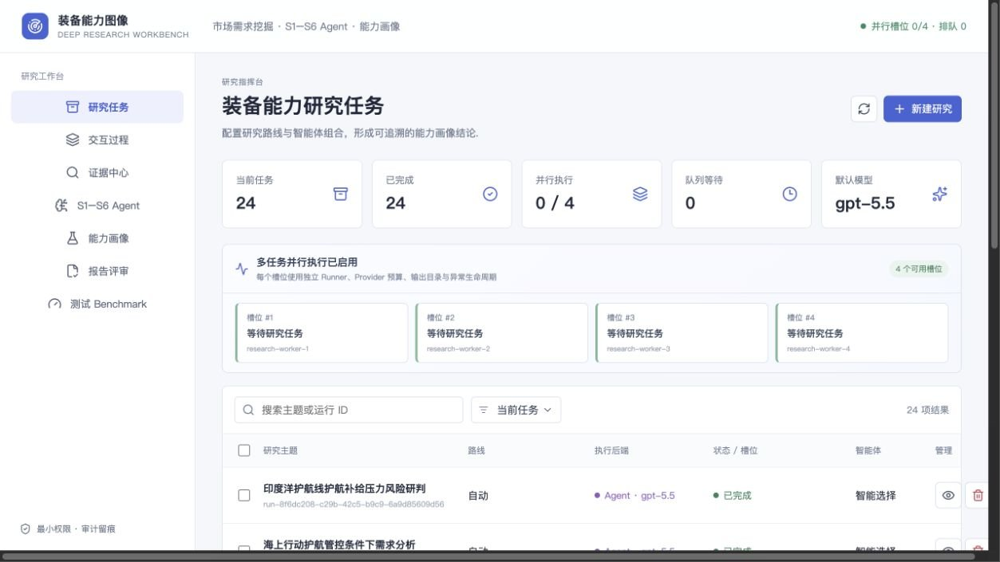 装备能力图像
DEEP RESEARCH WORKBENCH
市场需求挖掘 · S1—S6 Agent · 能力画像
并行槽位 0/4 · 排队 0
研究工作台
研究任务
交互过程
证据中心
S1—S6 Agent
能力画像
报告评审
测试 Benchmark
最小权限 · 审计留痕
研究指挥台
装备能力研究任务
配置研究路线与智能体组合，形成可追溯的能力画像结论.
新建研究
当前任务
24
已完成
24
并行执行
0 / 4
队列等待
0
默认模型
gpt-5.5
多任务并行执行已启用
每个槽位使用独立 Runner、Provider 预算、输出目录与异常生命周期
4 个可用槽位
槽位 #1
等待研究任务
research-worker-1
槽位 #2
等待研究任务
research-worker-2
槽位 #3
等待研究任务
research-worker-3
槽位 #4
等待研究任务
research-worker-4
搜索主题或运行 ID
当前任务
24 项结果
研究主题 路线 执行后端 状态 / 槽位 智能体 管理
印度洋护航线护航补给压力风险研判
run-8f6dc208-c29b-42c5-b9c9-6a9d85609d56
自动
Agent · gpt-5.5
已完成
智能选择
海上行动护航管控条件下需求分析
自动
Agent · gpt-5.5
已完成
智能选择